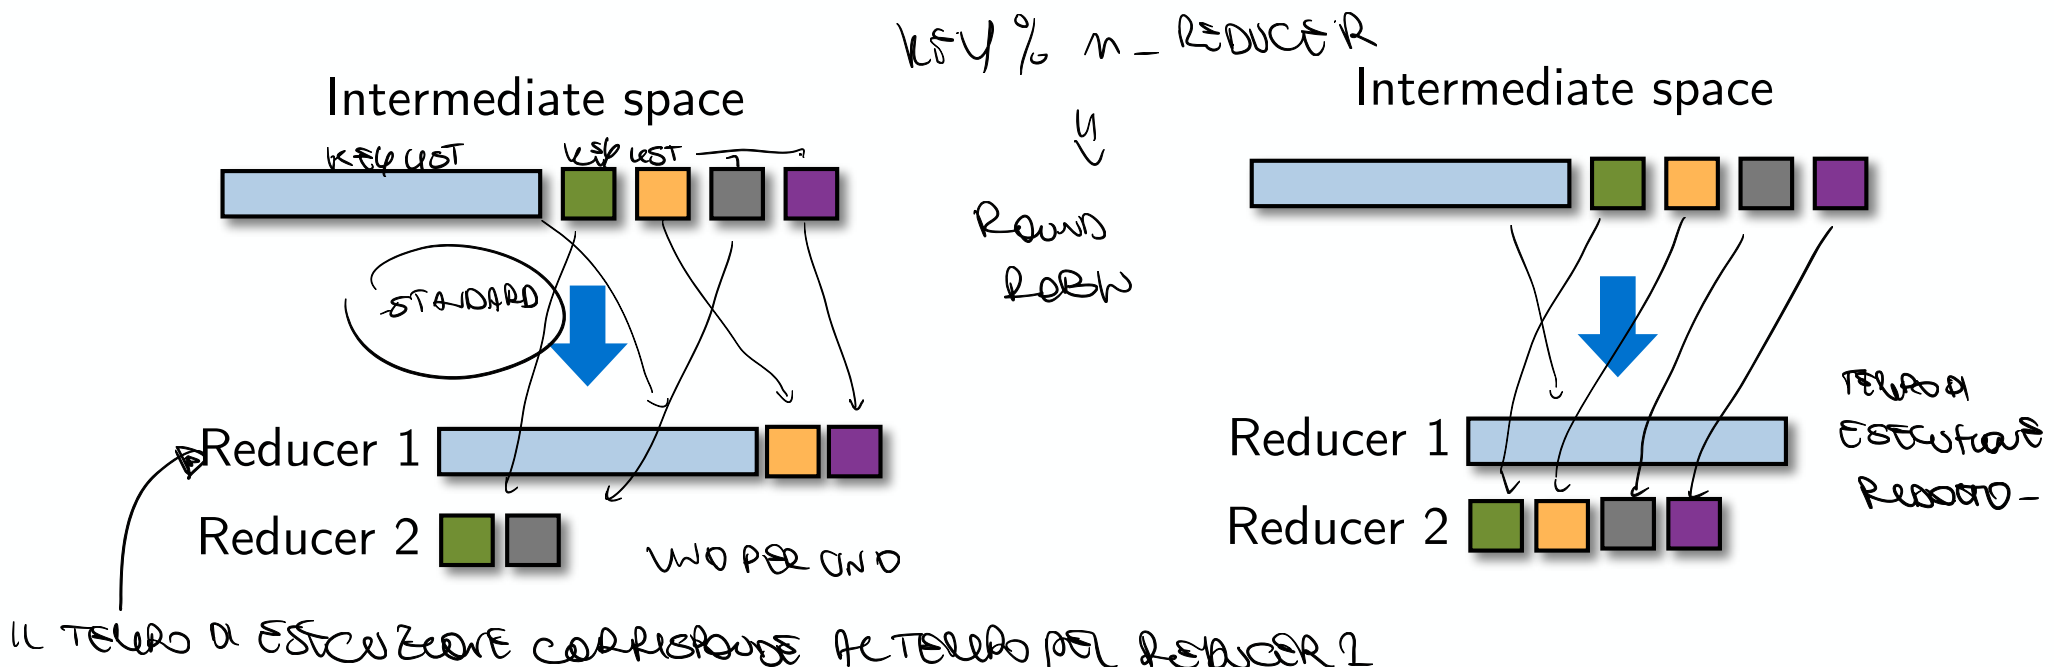 KEY % n_REDUCER
Intermediate space
KEY LIST KEY LIST
ROUND
ROBIN
STANDARD
Reducer 1
Reducer 2
UNO PER UNO
IL TEMPO DI ESECUZIONE CORRISPONDE AL TEMPO DEL REDUCER 1
Intermediate space
Reducer 1
Reducer 2
TEMPO DI
ESECUZIONE
RIDOTTO